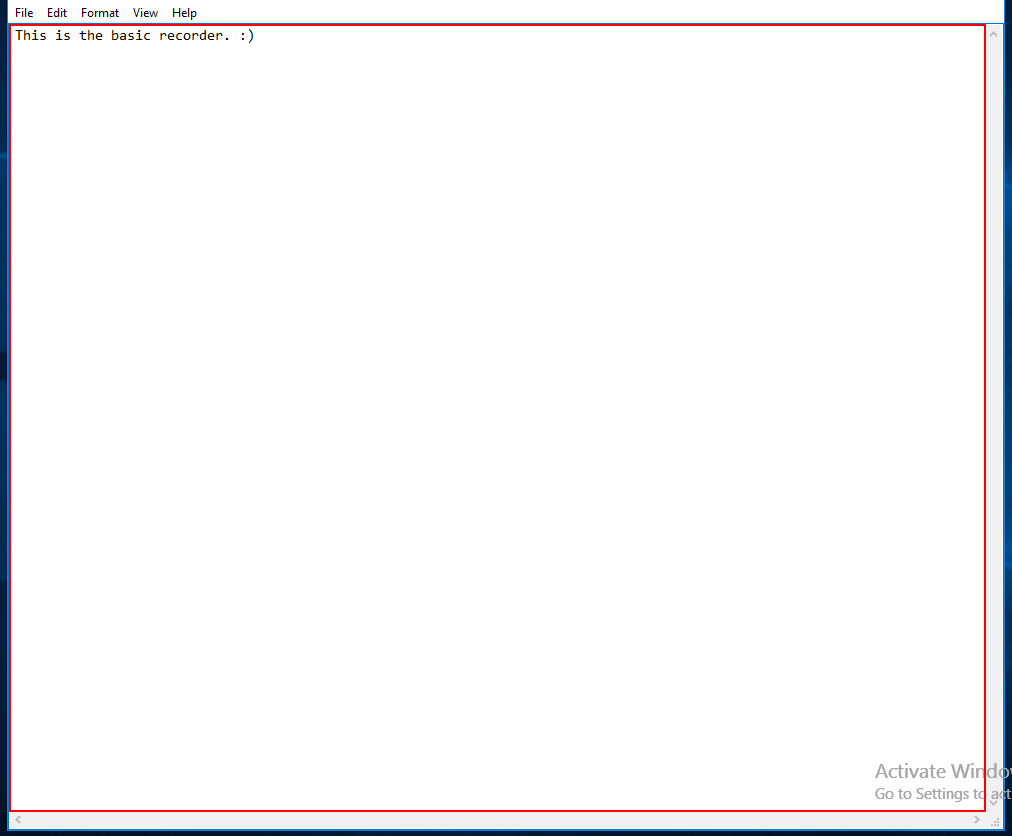 File Edit Format View Help
This is the basic recorder. :)
Activate Windo
Go to Settings to act